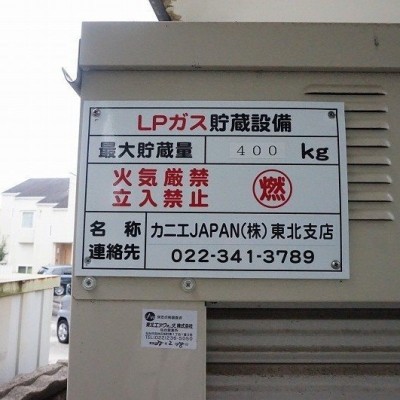 LPガス貯蔵設備
最大貯蔵量 400 kg
火気厳禁
立入禁止
燃
名称 カニエJAPAN(株)東北支店
連絡先 022-341-3789